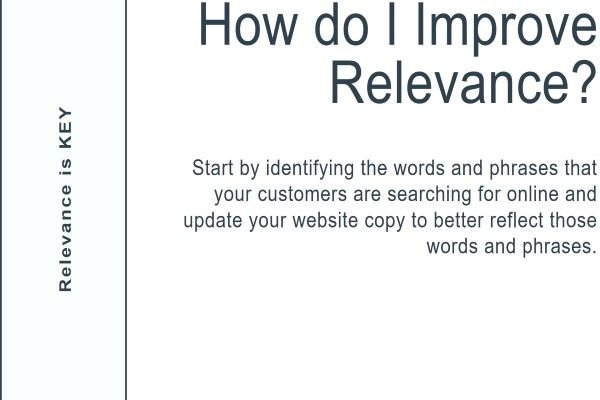 Relevance is KEY
How do I Improve
Relevance?
Start by identifying the words and phrases that
your customers are searching for online and
update your website copy to better reflect those
words and phrases.